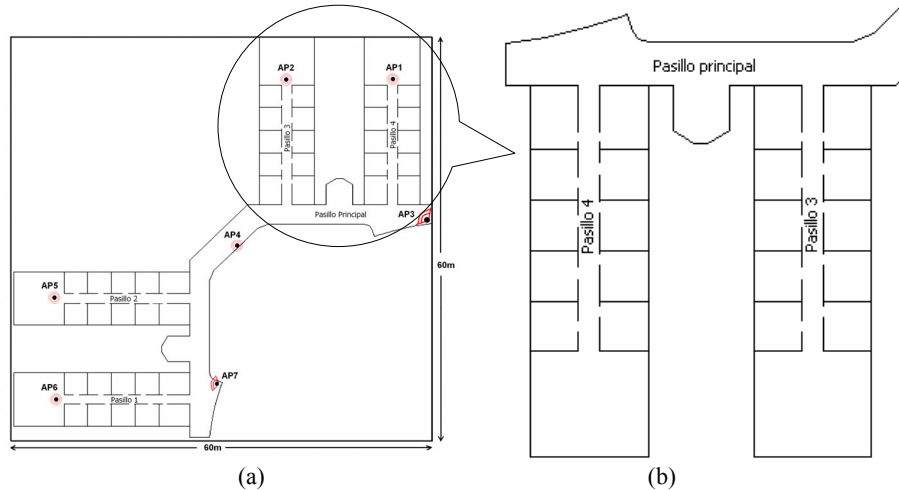 AP2
AP1
Pasillo 3
Pasillo 4
Pasillo Principal
AP3
AP4
60m
AP5
Pasillo 2
AP7
AP6
Pasillo 1
60m
(a)
Pasillo principal
Pasillo 4
Pasillo 3
(b)